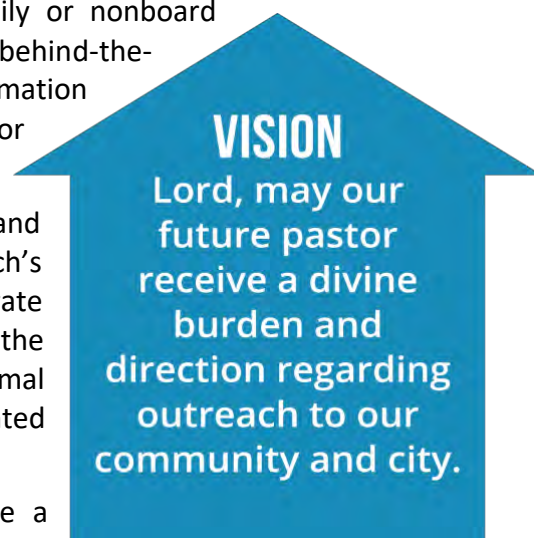 ily or nonboard
behind-the-
mation
or
and
ch's
ate
the
mal
ted
e a
VISION
Lord, may our
future pastor
receive a divine
burden and
direction regarding
outreach to our
community and city.